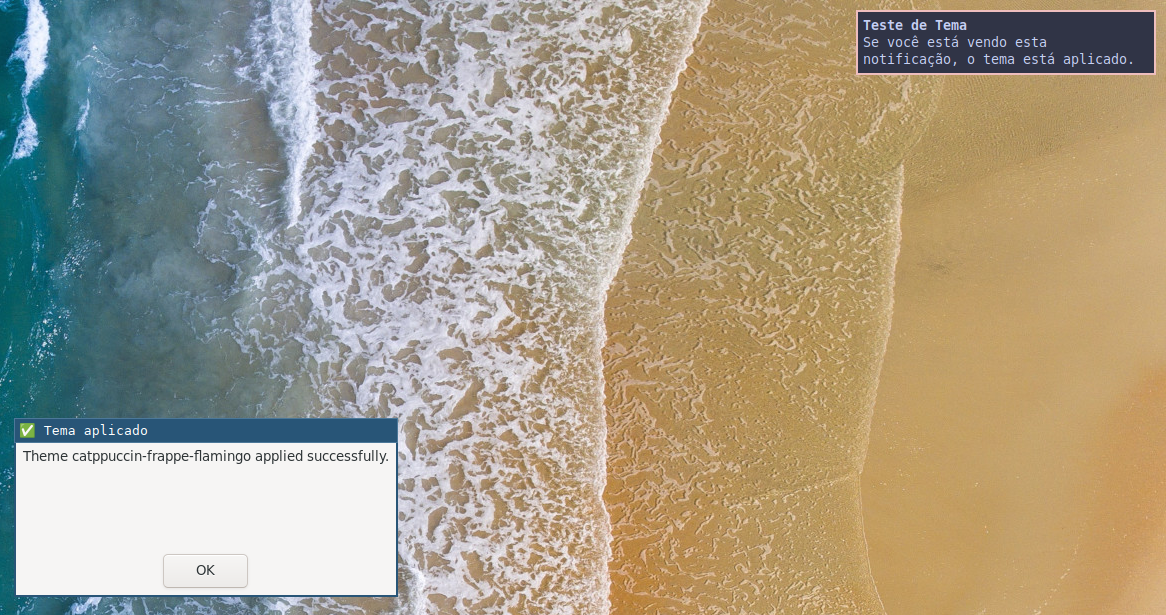 Teste de Tema
Se você está vendo esta
notificação, o tema está aplicado.
✅ Tema aplicado
Theme catppuccin-frappe-flamingo applied successfully.
OK